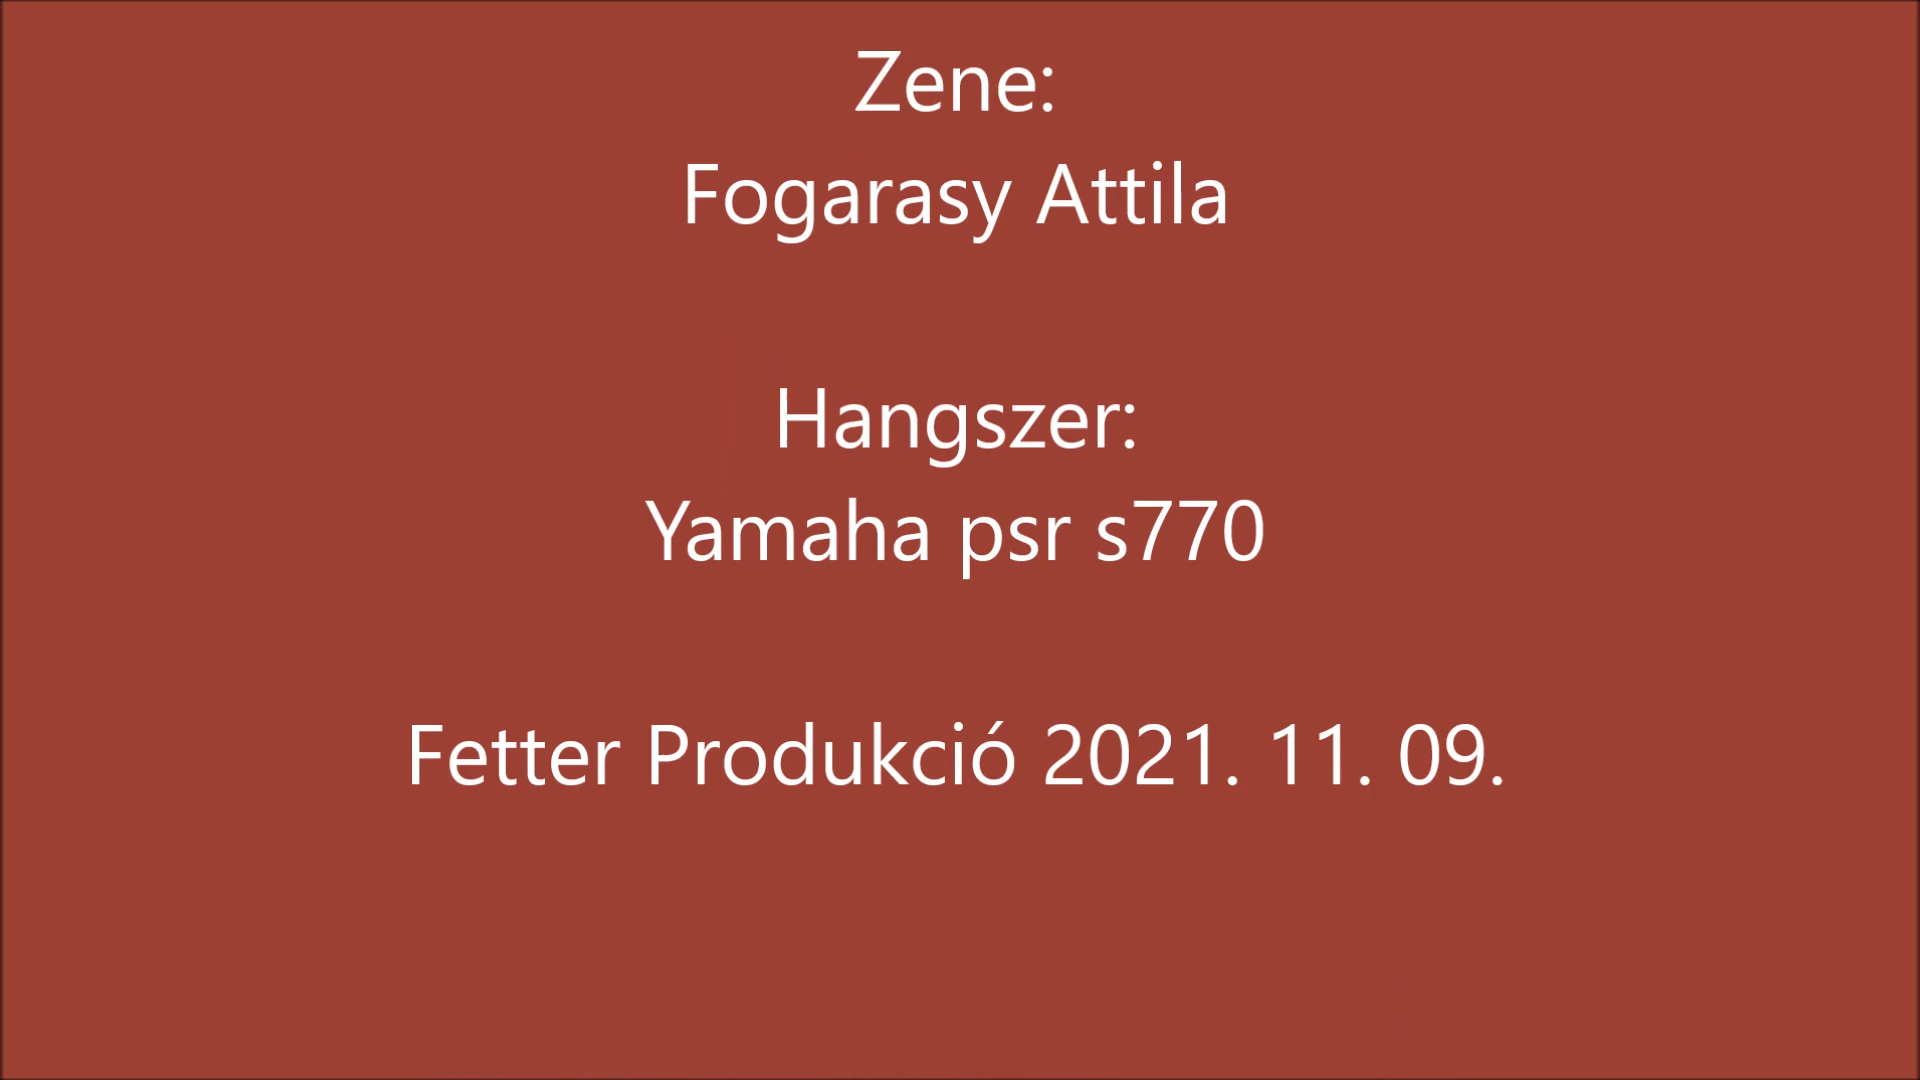 Zene:
Fogarasy Attila
Hangszer:
Yamaha psr s770
Fetter Produkció 2021. 11. 09.